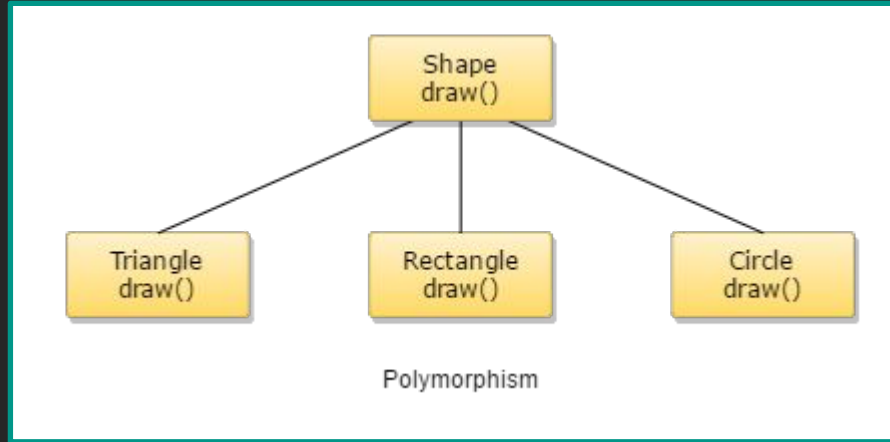 Shape
draw()
Triangle
draw()
Rectangle
draw()
Circle
draw()
Polymorphism